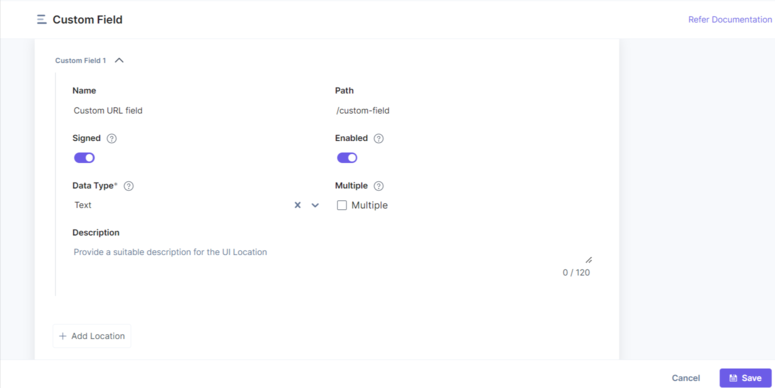 Custom Field
Refer Documentation
Custom Field 1
Name
Path
Custom URL field
/custom-field
Signed
Enabled
Data Type*
Multiple
Text
Multiple
Description
Provide a suitable description for the UI Location
0 / 120
+ Add Location
Cancel
Save